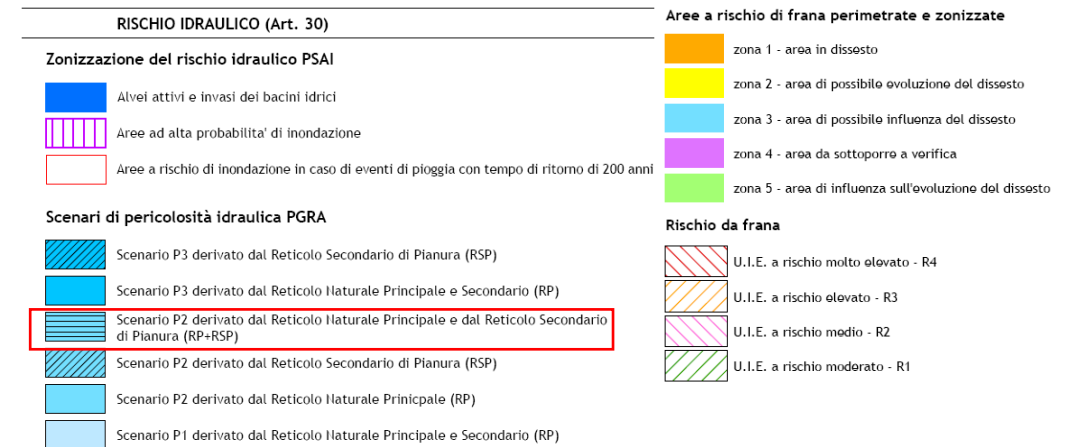 RISCHIO IDRAULICO (Art. 30)
Zonizzazione del rischio idraulico PSAI
Alvei attivi e invasi dei bacini idrici
Aree ad alta probabilita' di inondazione
Aree a rischio di inondazione in caso di eventi di pioggia con tempo di ritorno di 200 anni
Scenari di pericolosità idraulica PGRA
Scenario P3 derivato dal Reticolo Secondario di Pianura (RSP)
Scenario P3 derivato dal Reticolo Naturale Principale e Secondario (RP)
Scenario P2 derivato dal Reticolo Naturale Principale e dal Reticolo Secondario
di Pianura (RP+RSP)
Scenario P2 derivato dal Reticolo Secondario di Pianura (RSP)
Scenario P2 derivato dal Reticolo Naturale Prinicpale (RP)
Scenario P1 derivato dal Reticolo Naturale Principale e Secondario (RP)
Aree a rischio di frana perimetrate e zonizzate
zona 1 - area in dissesto
zona 2 - area di possibile evoluzione del dissesto
zona 3 - area di possibile influenza del dissesto
zona 4 - area da sottoporre a verifica
zona 5 - area di influenza sull'evoluzione del dissesto
Rischio da frana
U.I.E. a rischio molto elevato - R4
U.I.E. a rischio elevato - R3
U.I.E. a rischio medio - R2
U.I.E. a rischio moderato - R1